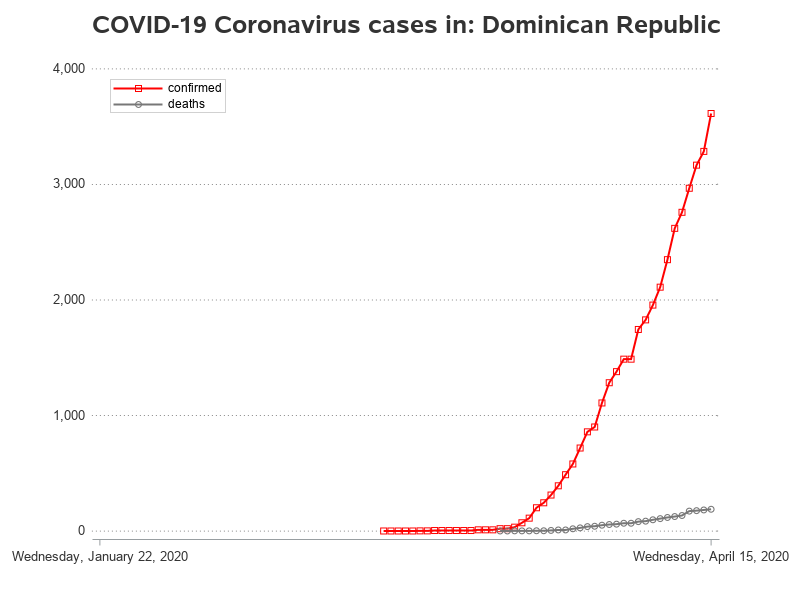 COVID-19 Coronavirus cases in: Dominican Republic
4,000
confirmed
deaths
3,000
2,000
1,000
0
Wednesday, January 22, 2020
Wednesday, April 15, 2020